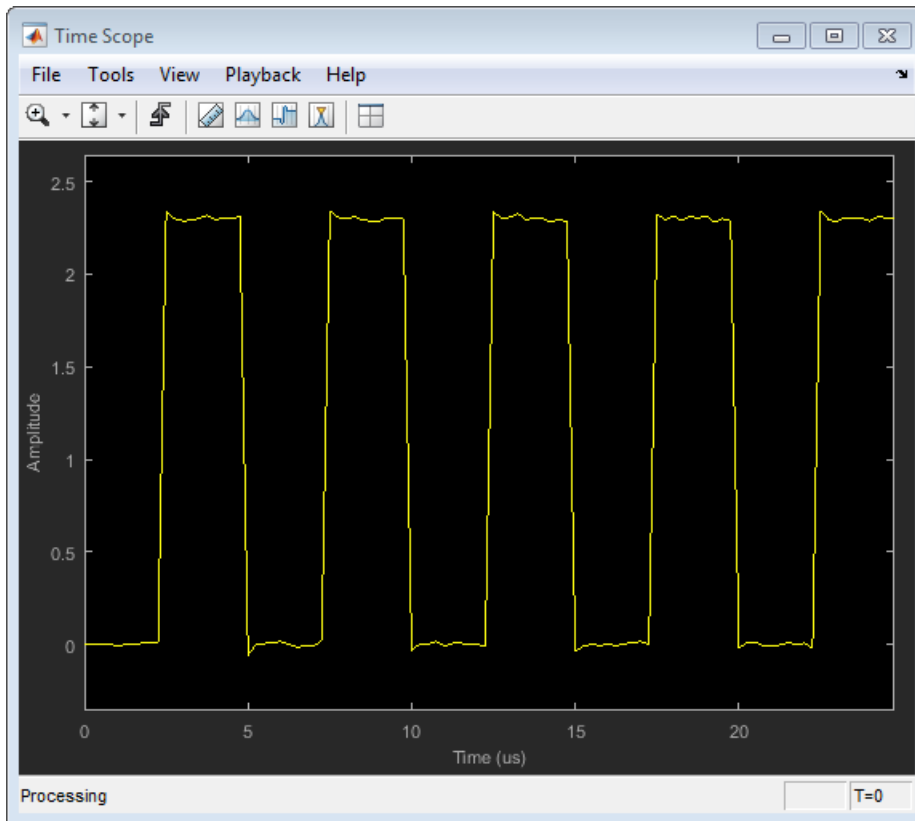 Time Scope
File Tools View Playback Help
2.5
2
1.5
1
0.5
0
Amplitude
0 5 10 15 20
Time (us)
Processing T=0